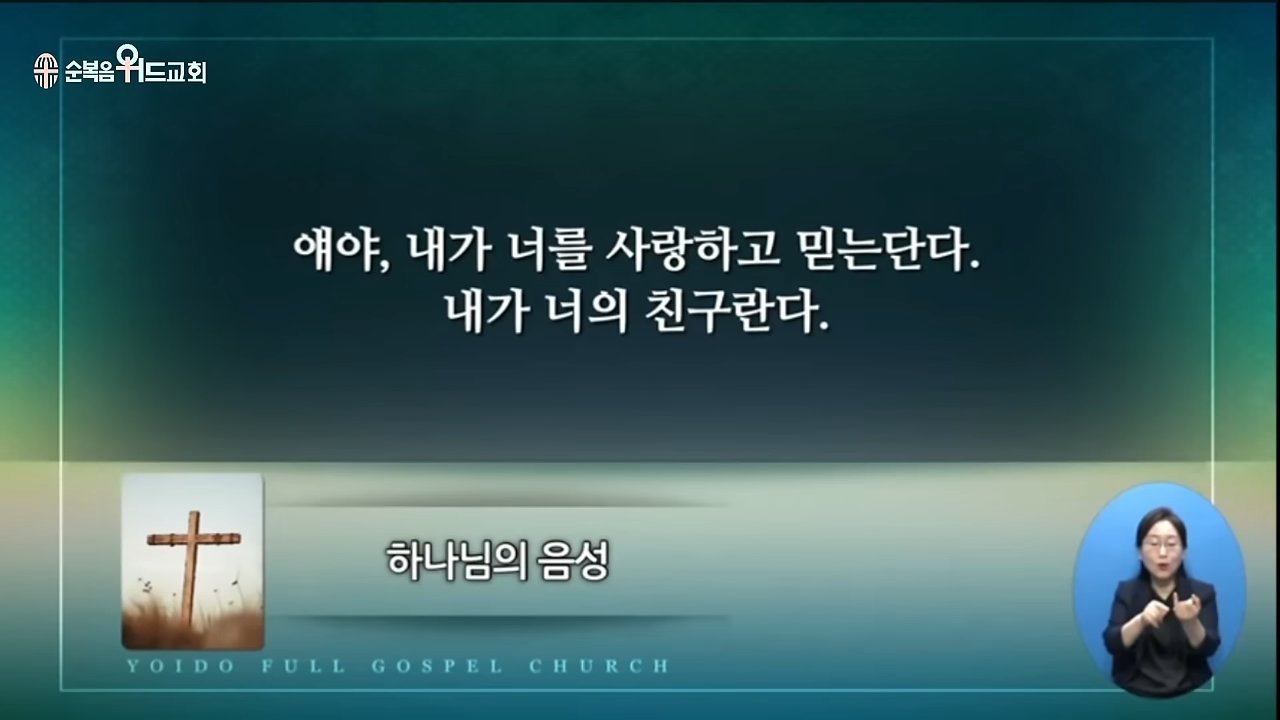 순복음위드교회
얘야, 내가 너를 사랑하고 믿는단다.
내가 너의 친구란다.
하나님의 음성
YOIDO FULL GOSPEL CHURCH